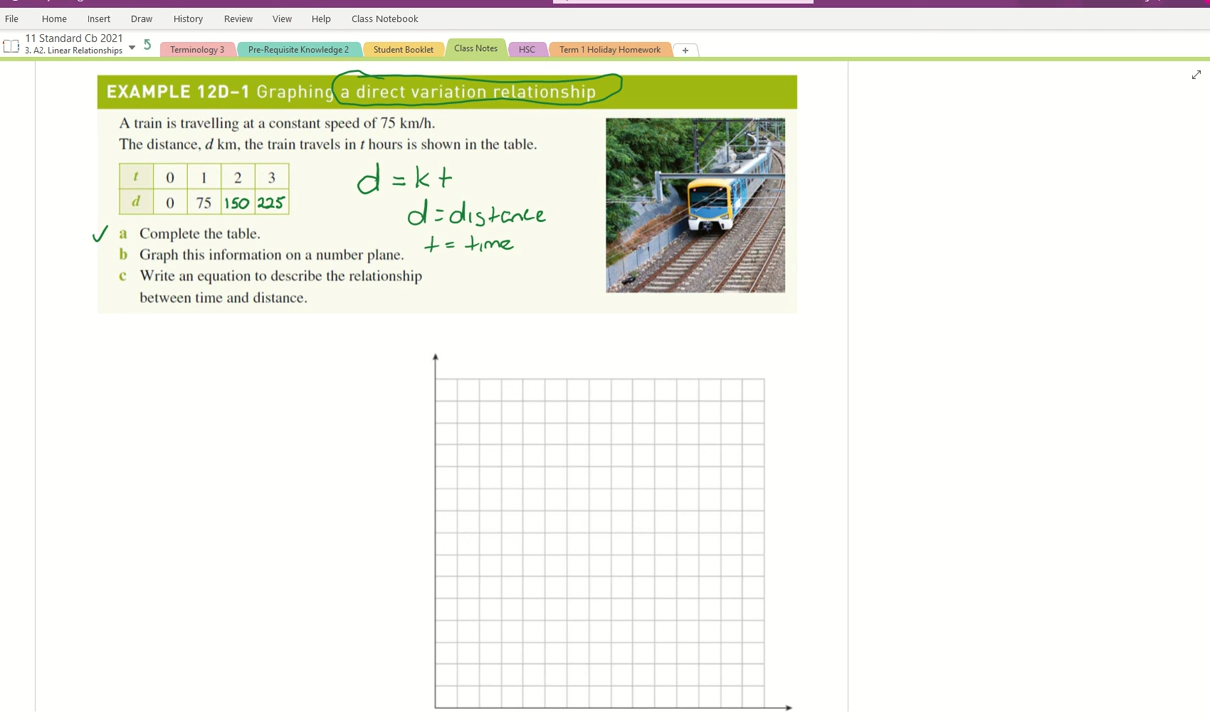 File Home Insert Draw History Review View Help Class Notebook
11 Standard Cb 2021
3. A2. Linear Relationships
5
Terminology 3 Pre-Requisite Knowledge 2 Student Booklet Class Notes HSC Term 1 Holiday Homework +
EXAMPLE 12D–1 Graphing a direct variation relationship
A train is travelling at a constant speed of 75 km/h.
The distance, d km, the train travels in t hours is shown in the table.
t 0 1 2 3
d 0 75 150 225
d = kt
d = distance
t = time
a Complete the table.
b Graph this information on a number plane.
c Write an equation to describe the relationship
between time and distance.